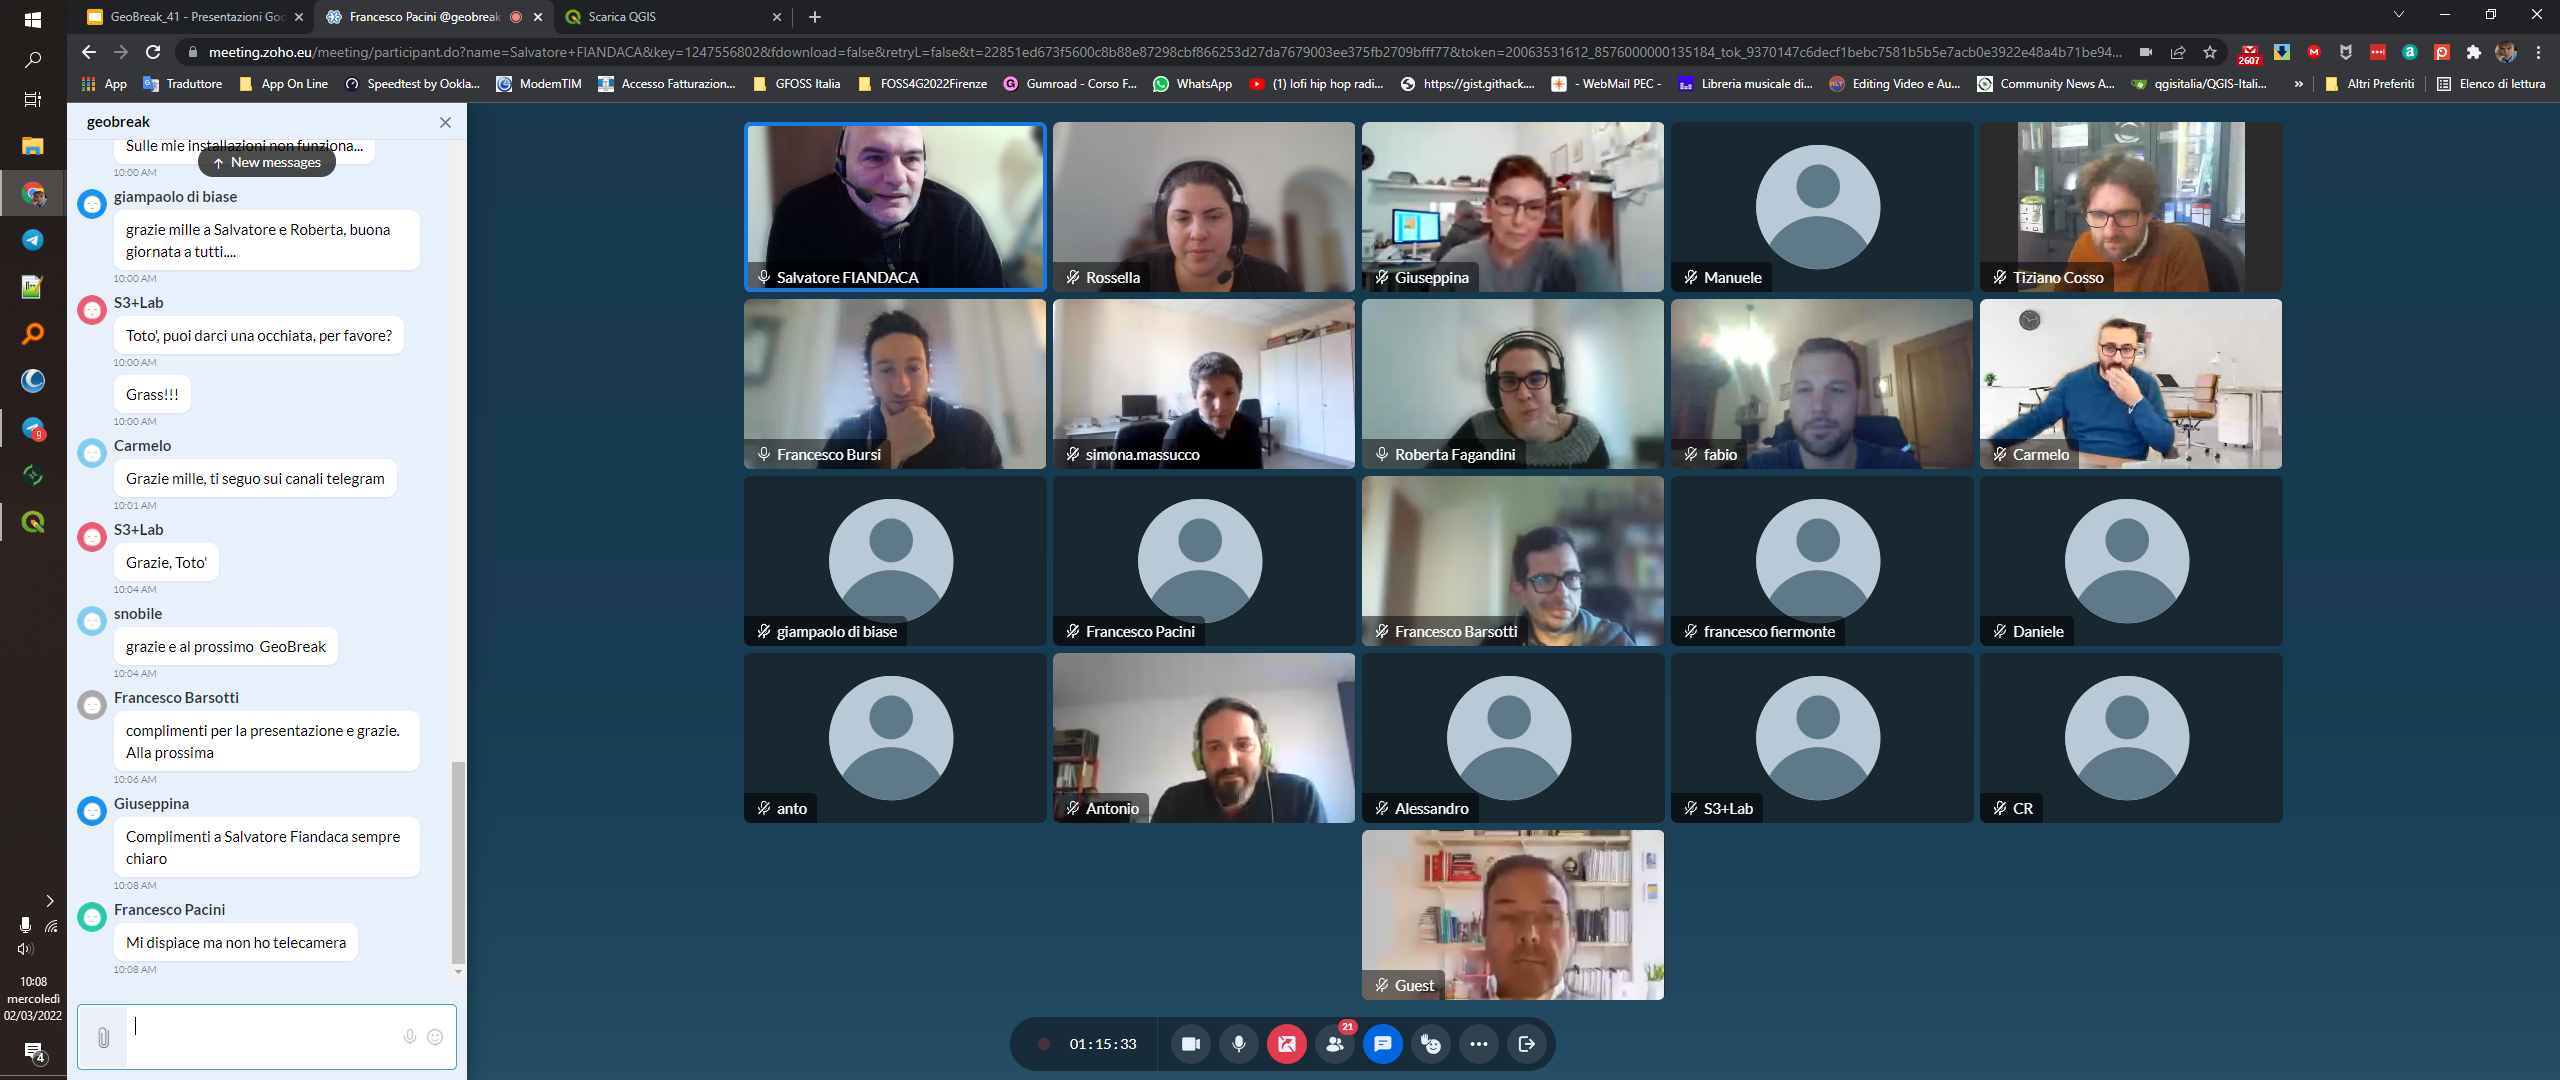 GeoBreak_41 - Presentazioni Goo
Francesco Pacini @geobreak
Scarica QGIS
meeting.zoho.eu/meeting/participant.do?name=Salvatore+FIANDACA&key=1247556802&fdownload=false&retryL=false&t=22851ed673f5600c8b88e87298cbf866253d27da7679003ee375fb2709bfff77&token=20063531612_8576000000135184_tok_9370147c6decf1bebc7581b5b5e7acb0e3922e48a4b71be94...
2607
App
Traduttore
App On Line
Speedtest by Ookla...
ModemTIM
Accesso Fatturazion...
GFOSS Italia
FOSS4G2022Firenze
Gumroad - Corso F...
WhatsApp
(1) lofi hip hop radi...
https://gist.githack....
- WebMail PEC -
Libreria musicale di...
Editing Video e Au...
Community News A...
qgisitalia/QGIS-Itali...
Altri Preferiti
Elenco di lettura
geobreak
Sulle mie installazioni non funziona...
New messages
10:00 AM
giampaolo di biase
grazie mille a Salvatore e Roberta, buona
giornata a tutti....
10:00 AM
S3+Lab
Toto', puoi darci una occhiata, per favore?
10:00 AM
Grass!!!
10:00 AM
Carmelo
Grazie mille, ti seguo sui canali telegram
10:01 AM
S3+Lab
Grazie, Toto'
10:04 AM
snobile
grazie e al prossimo GeoBreak
10:04 AM
Francesco Barsotti
complimenti per la presentazione e grazie.
Alla prossima
10:06 AM
Giuseppina
Complimenti a Salvatore Fiandaca sempre
chiaro
10:08 AM
Francesco Pacini
Mi dispiace ma non ho telecamera
10:08 AM
Salvatore FIANDACA
Rossella
Giuseppina
Manuele
Tiziano Cosso
Francesco Bursi
simona.massucco
Roberta Fagandini
fabio
Carmelo
giampaolo di biase
Francesco Pacini
Francesco Barsotti
francesco fiermonte
Daniele
anto
Antonio
Alessandro
S3+Lab
CR
Guest
01:15:33
21
9
10:08
mercoledì
02/03/2022
4